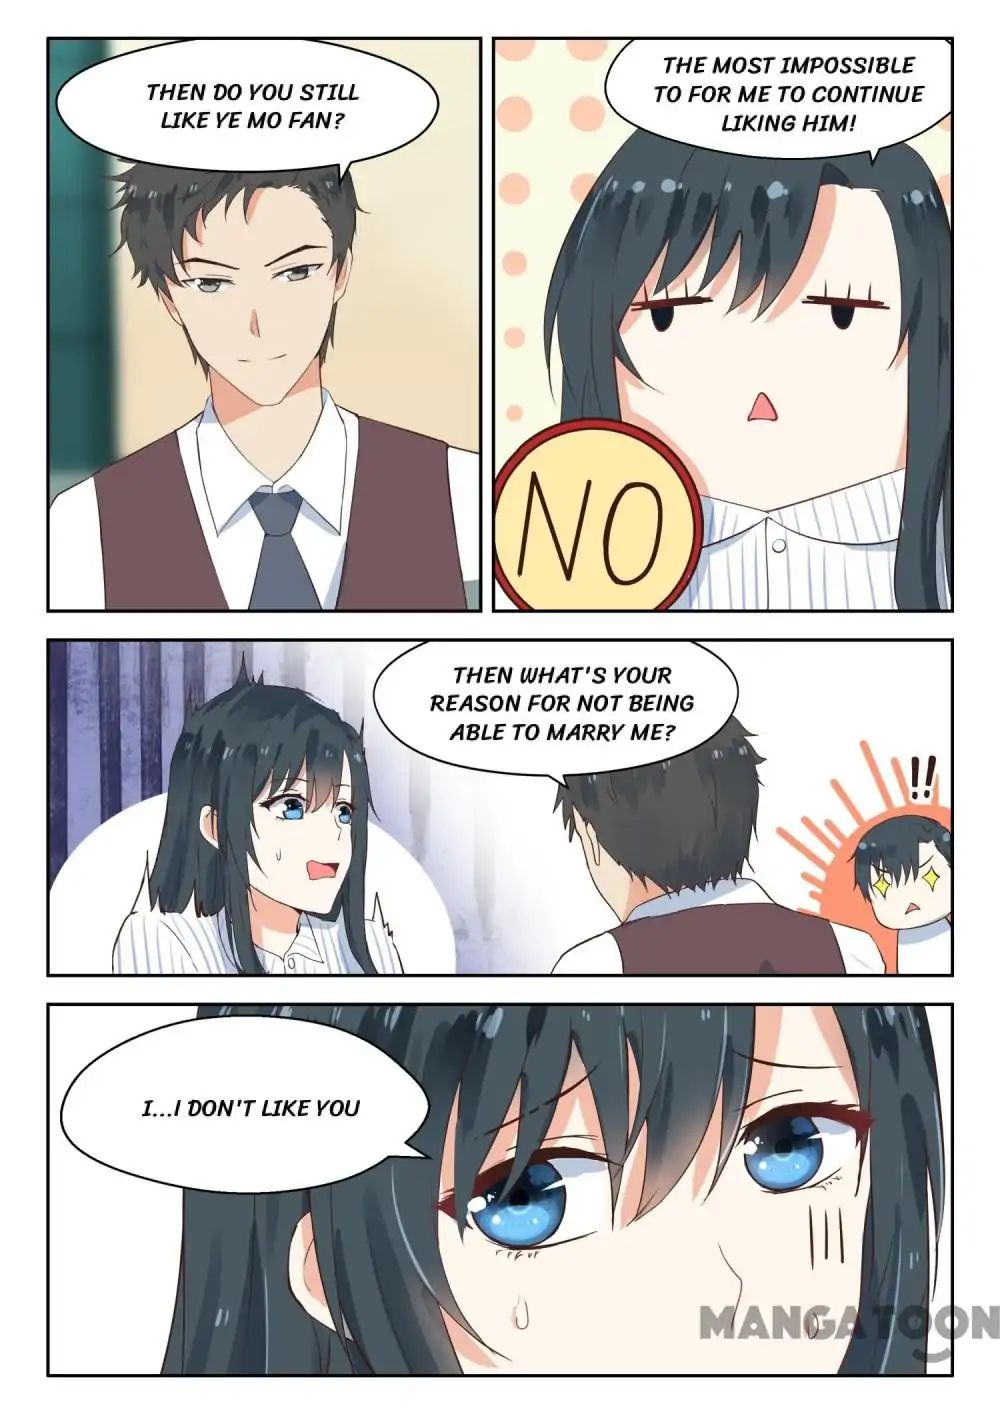 THEN DO YOU STILL
LIKE YE MO FAN?
THE MOST IMPOSSIBLE
TO FOR ME TO CONTINUE
LIKING HIM!
NO
THEN WHAT'S YOUR
REASON FOR NOT BEING
ABLE TO MARRY ME?
!!
I...I DON'T LIKE YOU
MANGATOON